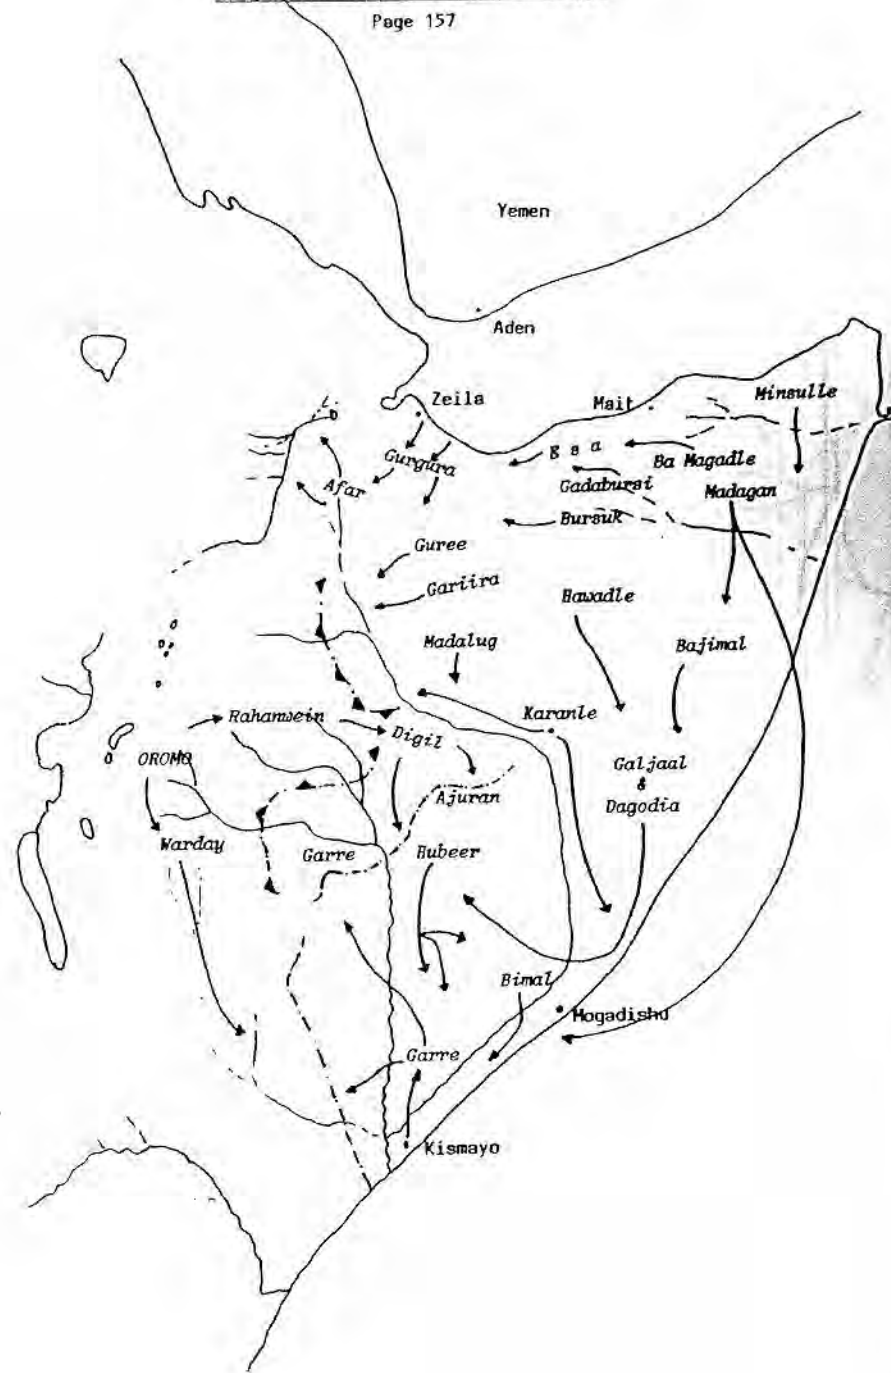 Page 157
Yemen
Aden
Zeila
Mait
Minsulle
Gurgura
Ba Magadle
Afar
Gadabursi
Madagan
Bursuk
Guree
Gariira
Hawadle
Madalug
Bajimal
Rahanwein
Karanle
Digil
OROMO
Galjaal
&
Dagodia
Ajuran
Warday
Garre
Hubeer
Bimal
Mogadishu
Garre
Kismayo